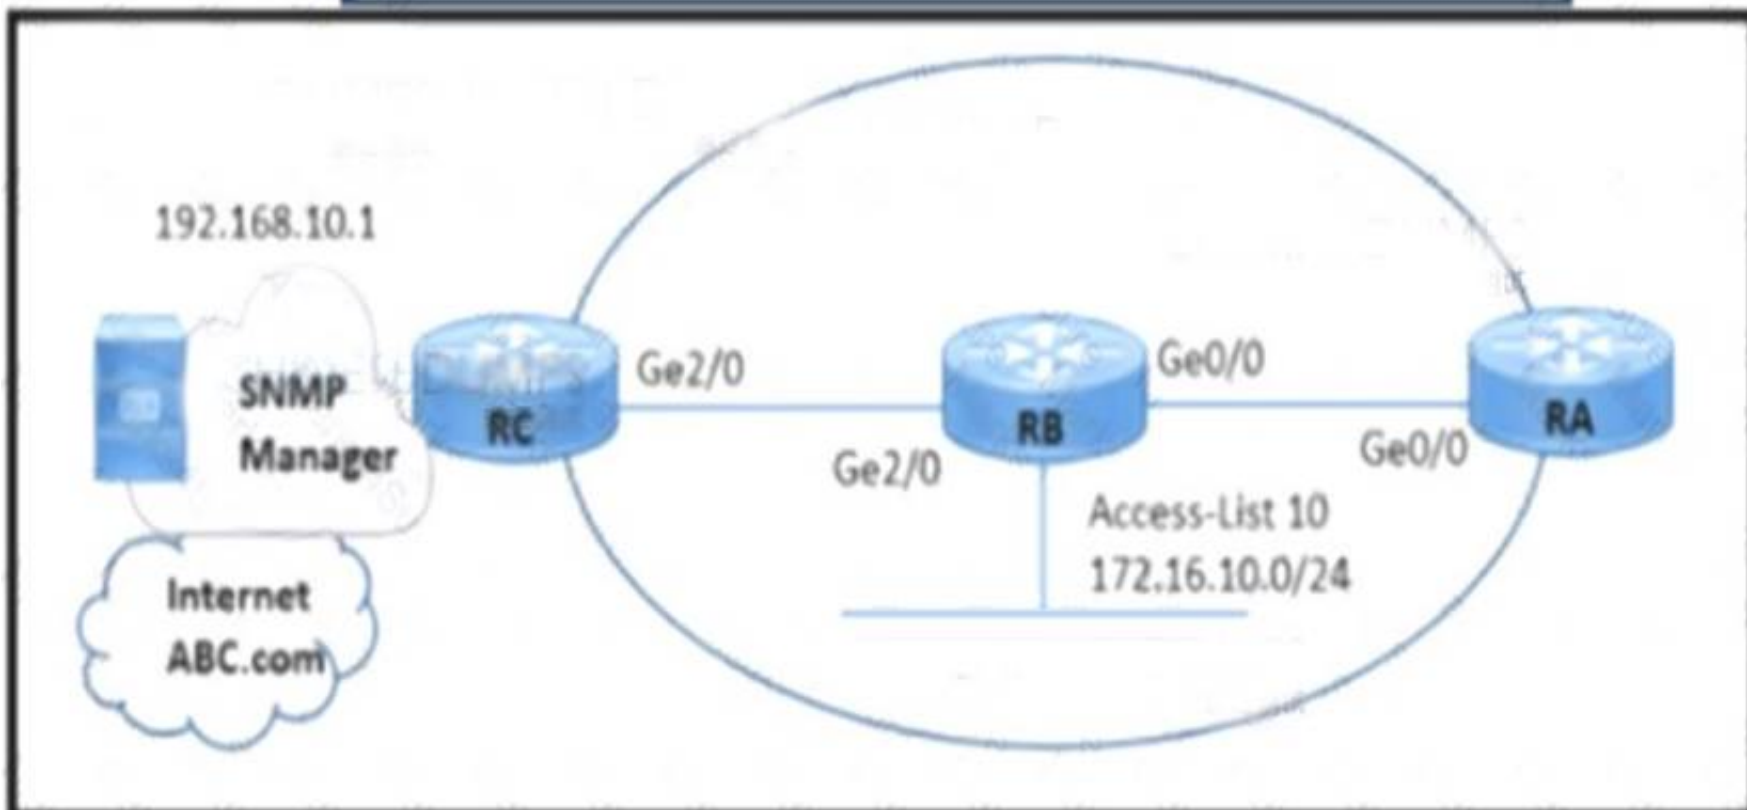 192.168.10.1
SNMP
Manager
RC
Ge2/0
Ge2/0
RB
Ge0/0
Ge0/0
RA
Access-List 10
172.16.10.0/24
Internet
ABC.com